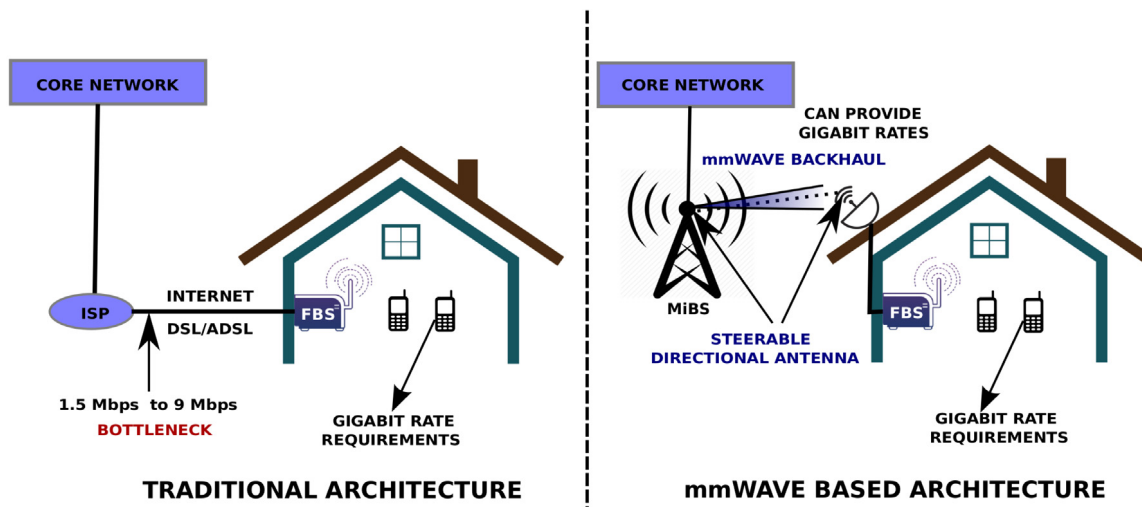 CORE NETWORK
ISP
INTERNET
DSL/ADSL
FBS
1.5 Mbps to 9 Mbps
BOTTLENECK
GIGABIT RATE
REQUIREMENTS
TRADITIONAL ARCHITECTURE
CORE NETWORK
CAN PROVIDE
GIGABIT RATES
mmWAVE BACKHAUL
MiBS
FBS
STEERABLE
DIRECTIONAL ANTENNA
GIGABIT RATE
REQUIREMENTS
mmWAVE BASED ARCHITECTURE